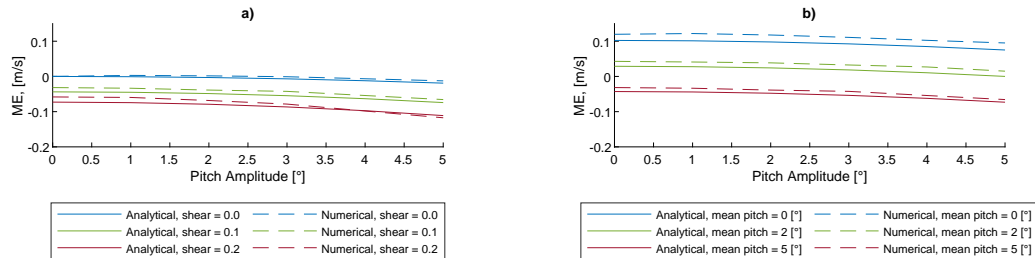 a)
ME, [m/s]
0.1
0
-0.1
-0.2
0 0.5 1 1.5 2 2.5 3 3.5 4 4.5 5
Pitch Amplitude [°]
Analytical, shear = 0.0 Numerical, shear = 0.0
Analytical, shear = 0.1 Numerical, shear = 0.1
Analytical, shear = 0.2 Numerical, shear = 0.2
b)
ME, [m/s]
0.1
0
-0.1
-0.2
0 0.5 1 1.5 2 2.5 3 3.5 4 4.5 5
Pitch Amplitude [°]
Analytical, mean pitch = 0 [°] Numerical, mean pitch = 0 [°]
Analytical, mean pitch = 2 [°] Numerical, mean pitch = 2 [°]
Analytical, mean pitch = 5 [°] Numerical, mean pitch = 5 [°]